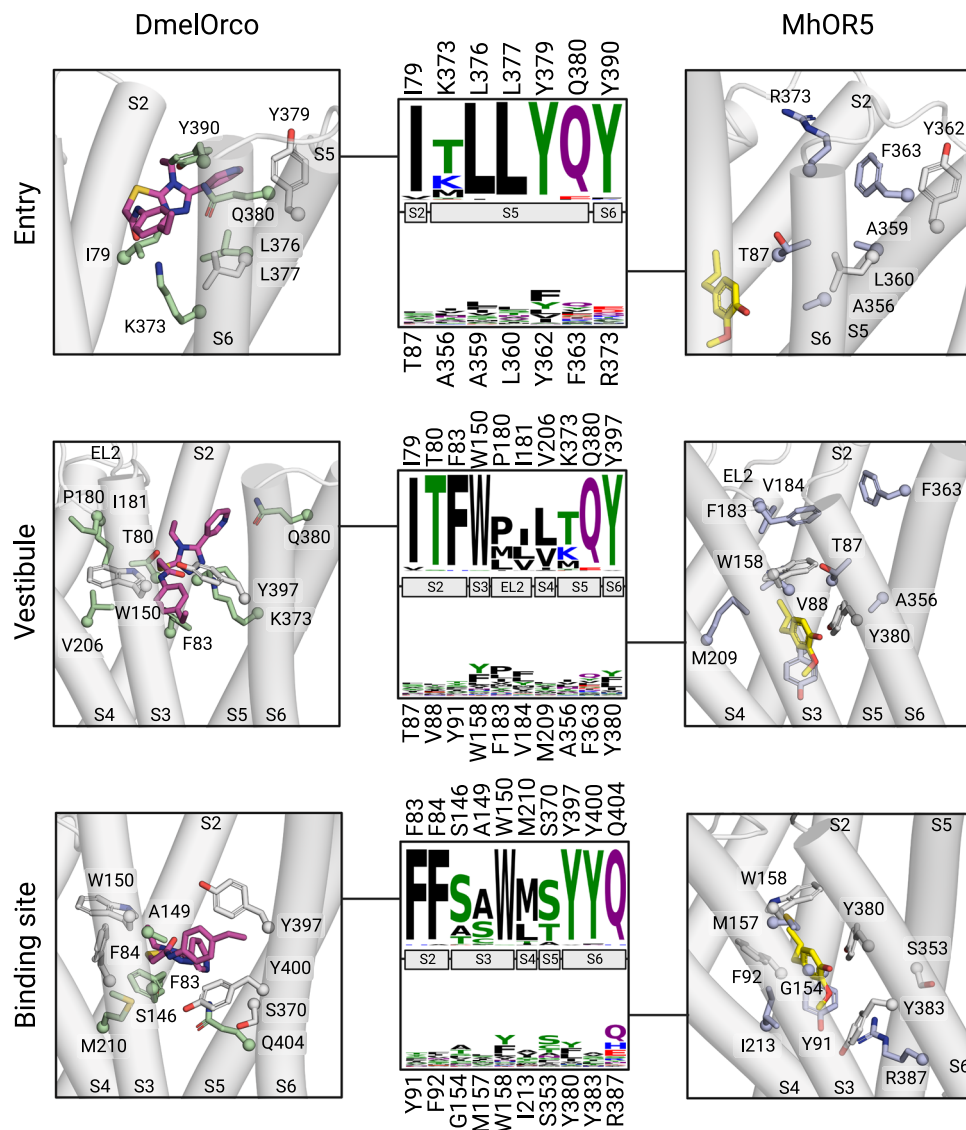 DmelOrco
MhOR5
Entry
S2
Y390
Y379
S5
Q380
I79
L376
L377
K373
S6
I79
K373
L376
L377
Y379
Q380
Y390
S2
S5
S6
T87
A356
A359
L360
Y362
F363
R373
R373
S2
Y362
F363
A359
T87
L360
A356
S6
S5
Vestibule
EL2
S2
P180
I181
T80
Q380
W150
Y397
V206
F83
K373
S4
S3
S5
S6
I79
T80
F83
W150
P180
I181
V206
K373
Q380
Y397
S2
S3
EL2
S4
S5
S6
T87
V88
Y91
W158
F183
V184
M209
A356
F363
Y380
S2
EL2
V184
F363
F183
W158
T87
V88
A356
Y380
M209
S4
S3
S5
S6
Binding site
S2
W150
A149
Y397
F84
F83
Y400
S146
S370
M210
Q404
S4
S3
S5
S6
F83
F84
S146
A149
W150
M210
S370
Y397
Y400
Q404
S2
S3
S4
S5
S6
Y91
F92
G154
M157
W158
I213
S353
Y380
Y383
R387
S2
S5
W158
Y380
M157
S353
F92
G154
Y383
I213
Y91
R387
S4
S3
S6